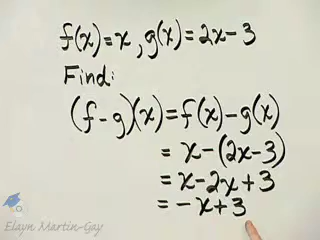 f(x) = x, g(x) = 2x - 3
Find:
(f - g)(x) = f(x) - g(x)
= x - (2x - 3)
= x - 2x + 3
= -x + 3
Elayn Martin-Gay